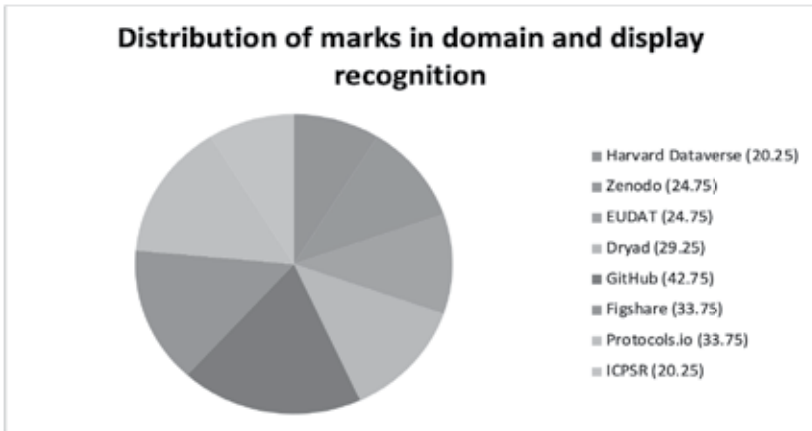 Distribution of marks in domain and display
recognition
Harvard Dataverse (20.25)
Zenodo (24.75)
EUDAT (24.75)
Dryad (29.25)
GitHub (42.75)
Figshare (33.75)
Protocols.io (33.75)
ICPSR (20.25)